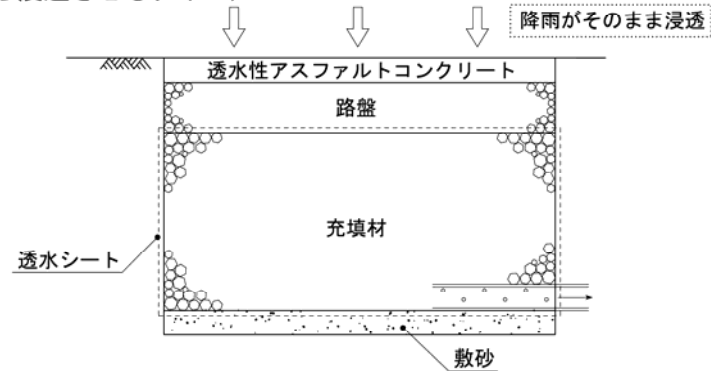 降雨がそのまま浸透
透水性アスファルトコンクリート
路盤
充填材
透水シート
敷砂